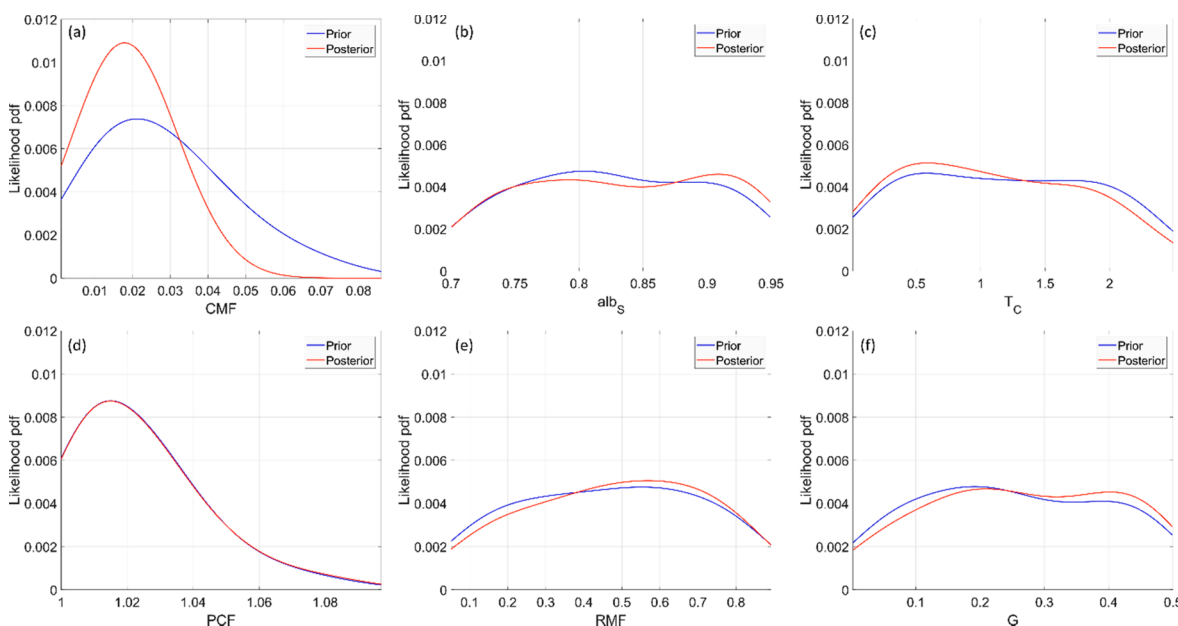 (a)
Prior
Posterior
0.012
0.01
0.008
0.006
0.004
0.002
0
Likelihood pdf
0.01 0.02 0.03 0.04 0.05 0.06 0.07 0.08
CMF
(b)
Prior
Posterior
0.012
0.01
0.008
0.006
0.004
0.002
0
Likelihood pdf
0.7 0.75 0.8 0.85 0.9 0.95
alb_S
(c)
Prior
Posterior
0.012
0.01
0.008
0.006
0.004
0.002
0
Likelihood pdf
0.5 1 1.5 2
T_C
(d)
Prior
Posterior
0.012
0.01
0.008
0.006
0.004
0.002
0
Likelihood pdf
1 1.02 1.04 1.06 1.08
PCF
(e)
Prior
Posterior
0.012
0.01
0.008
0.006
0.004
0.002
0
Likelihood pdf
0.1 0.2 0.3 0.4 0.5 0.6 0.7 0.8
RMF
(f)
Prior
Posterior
0.012
0.01
0.008
0.006
0.004
0.002
0
Likelihood pdf
0.1 0.2 0.3 0.4 0.5
G